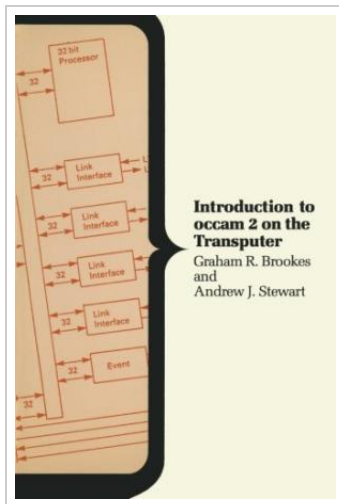 32 bit
Processor
32
Link
Interface
32
Link
Interface
32
Link
Interface
32
Link
Interface
32
Event
32
32
Introduction to
occam 2 on the
Transputer
Graham R. Brookes
and
Andrew J. Stewart